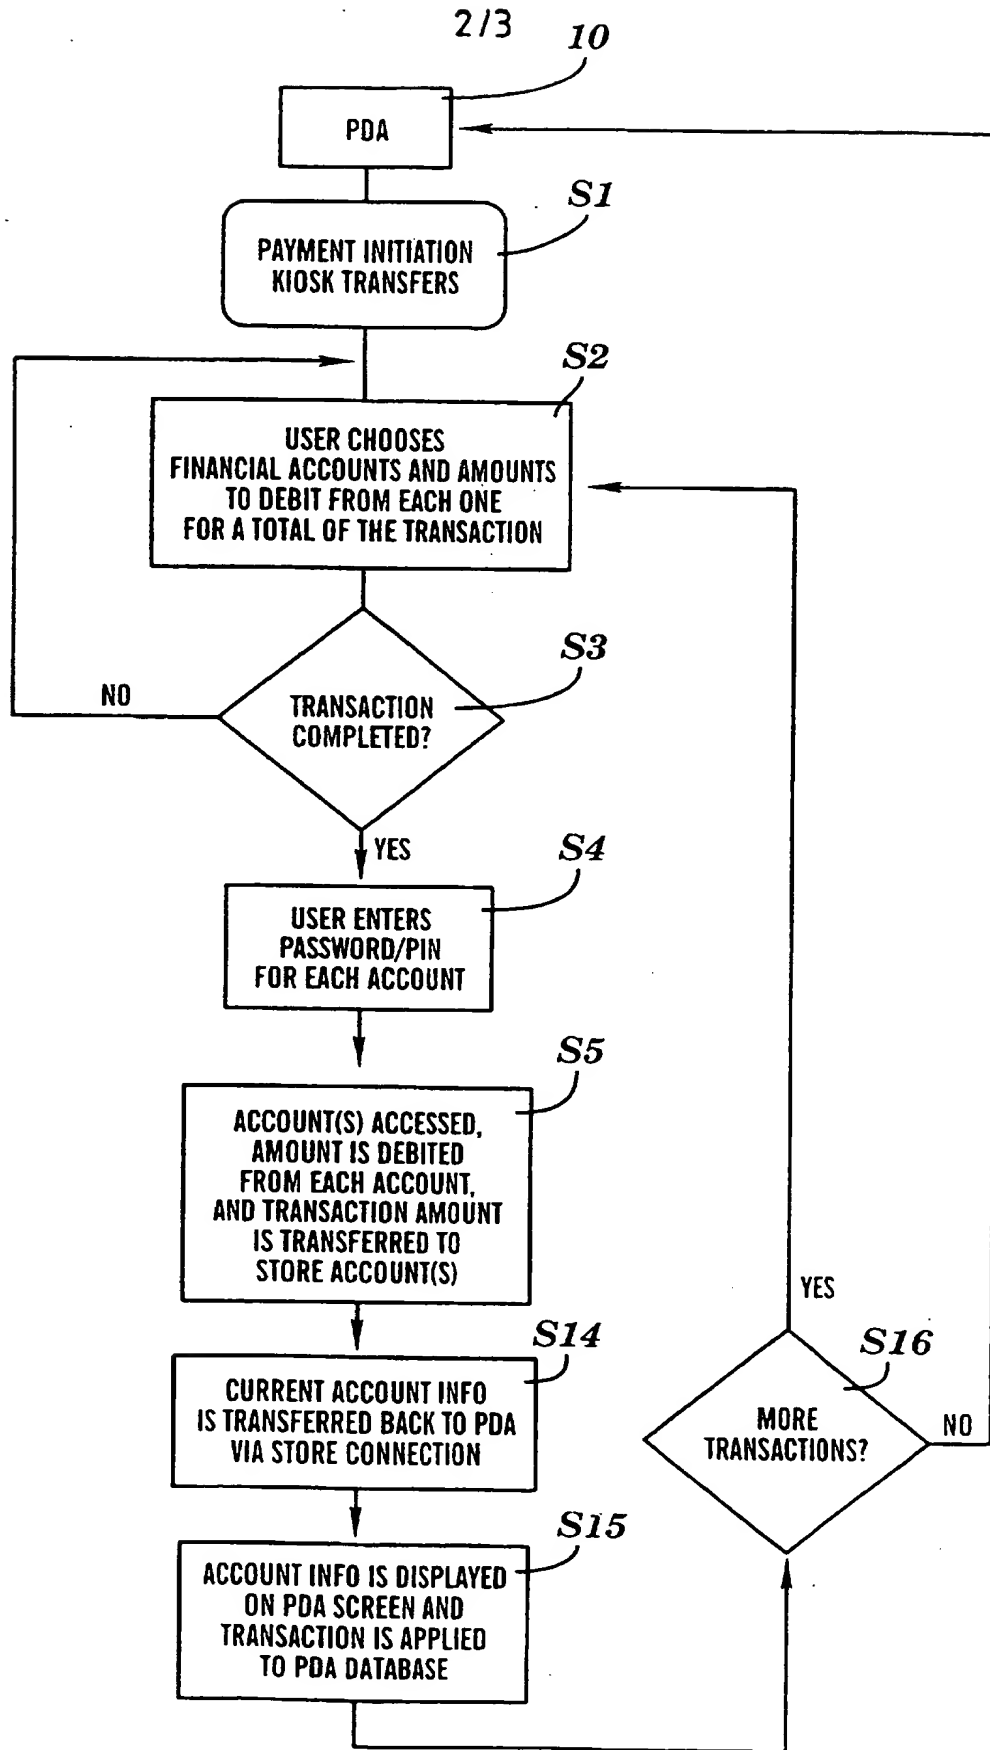 2/3
10
PDA
S1
PAYMENT INITIATION
KIOSK TRANSFERS
S2
USER CHOOSES
FINANCIAL ACCOUNTS AND AMOUNTS
TO DEBIT FROM EACH ONE
FOR A TOTAL OF THE TRANSACTION
S3
NO
TRANSACTION
COMPLETED?
YES
S4
USER ENTERS
PASSWORD/PIN
FOR EACH ACCOUNT
S5
ACCOUNT(S) ACCESSED,
AMOUNT IS DEBITED
FROM EACH ACCOUNT,
AND TRANSACTION AMOUNT
IS TRANSFERRED TO
STORE ACCOUNT(S)
S14
CURRENT ACCOUNT INFO
IS TRANSFERRED BACK TO PDA
VIA STORE CONNECTION
S15
ACCOUNT INFO IS DISPLAYED
ON PDA SCREEN AND
TRANSACTION IS APPLIED
TO PDA DATABASE
YES
S16
MORE
TRANSACTIONS?
NO